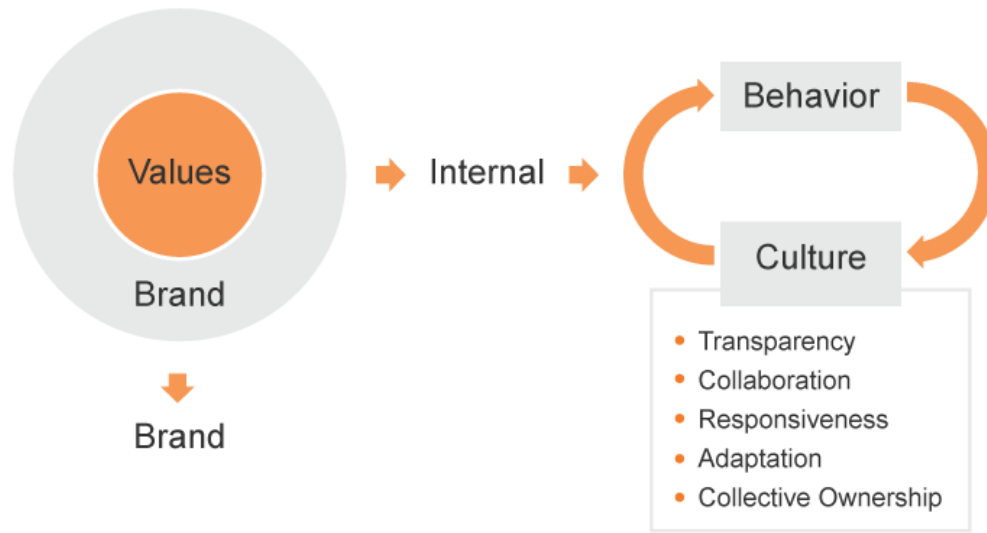 Values
Brand
Brand
Internal
Behavior
Culture
Transparency
Collaboration
Responsiveness
Adaptation
Collective Ownership